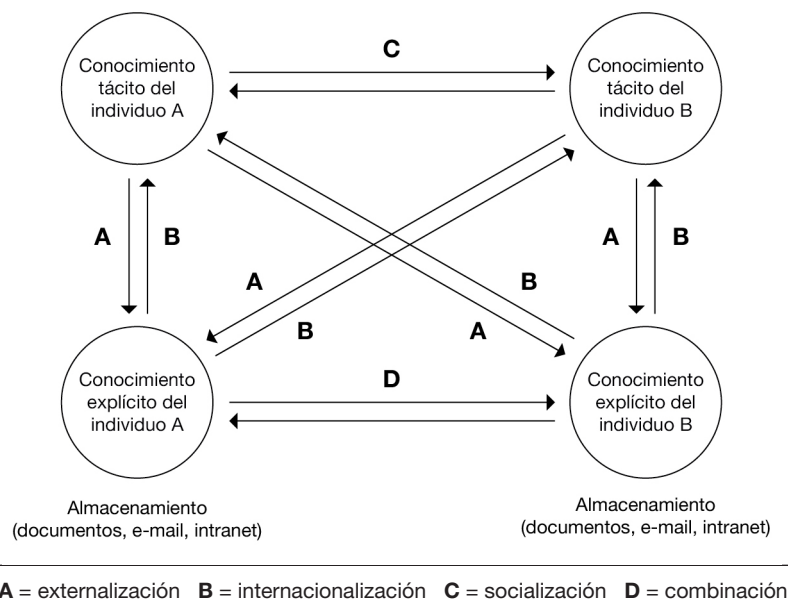 C
Conocimiento
tácito del
individuo A
Conocimiento
tácito del
individuo B
A
B
A
B
A
B
B
A
D
Conocimiento
explícito del
individuo A
Conocimiento
explícito del
individuo B
Almacenamiento
(documentos, e-mail, intranet)
Almacenamiento
(documentos, e-mail, intranet)
A = externalización B = internacionalización C = socialización D = combinación